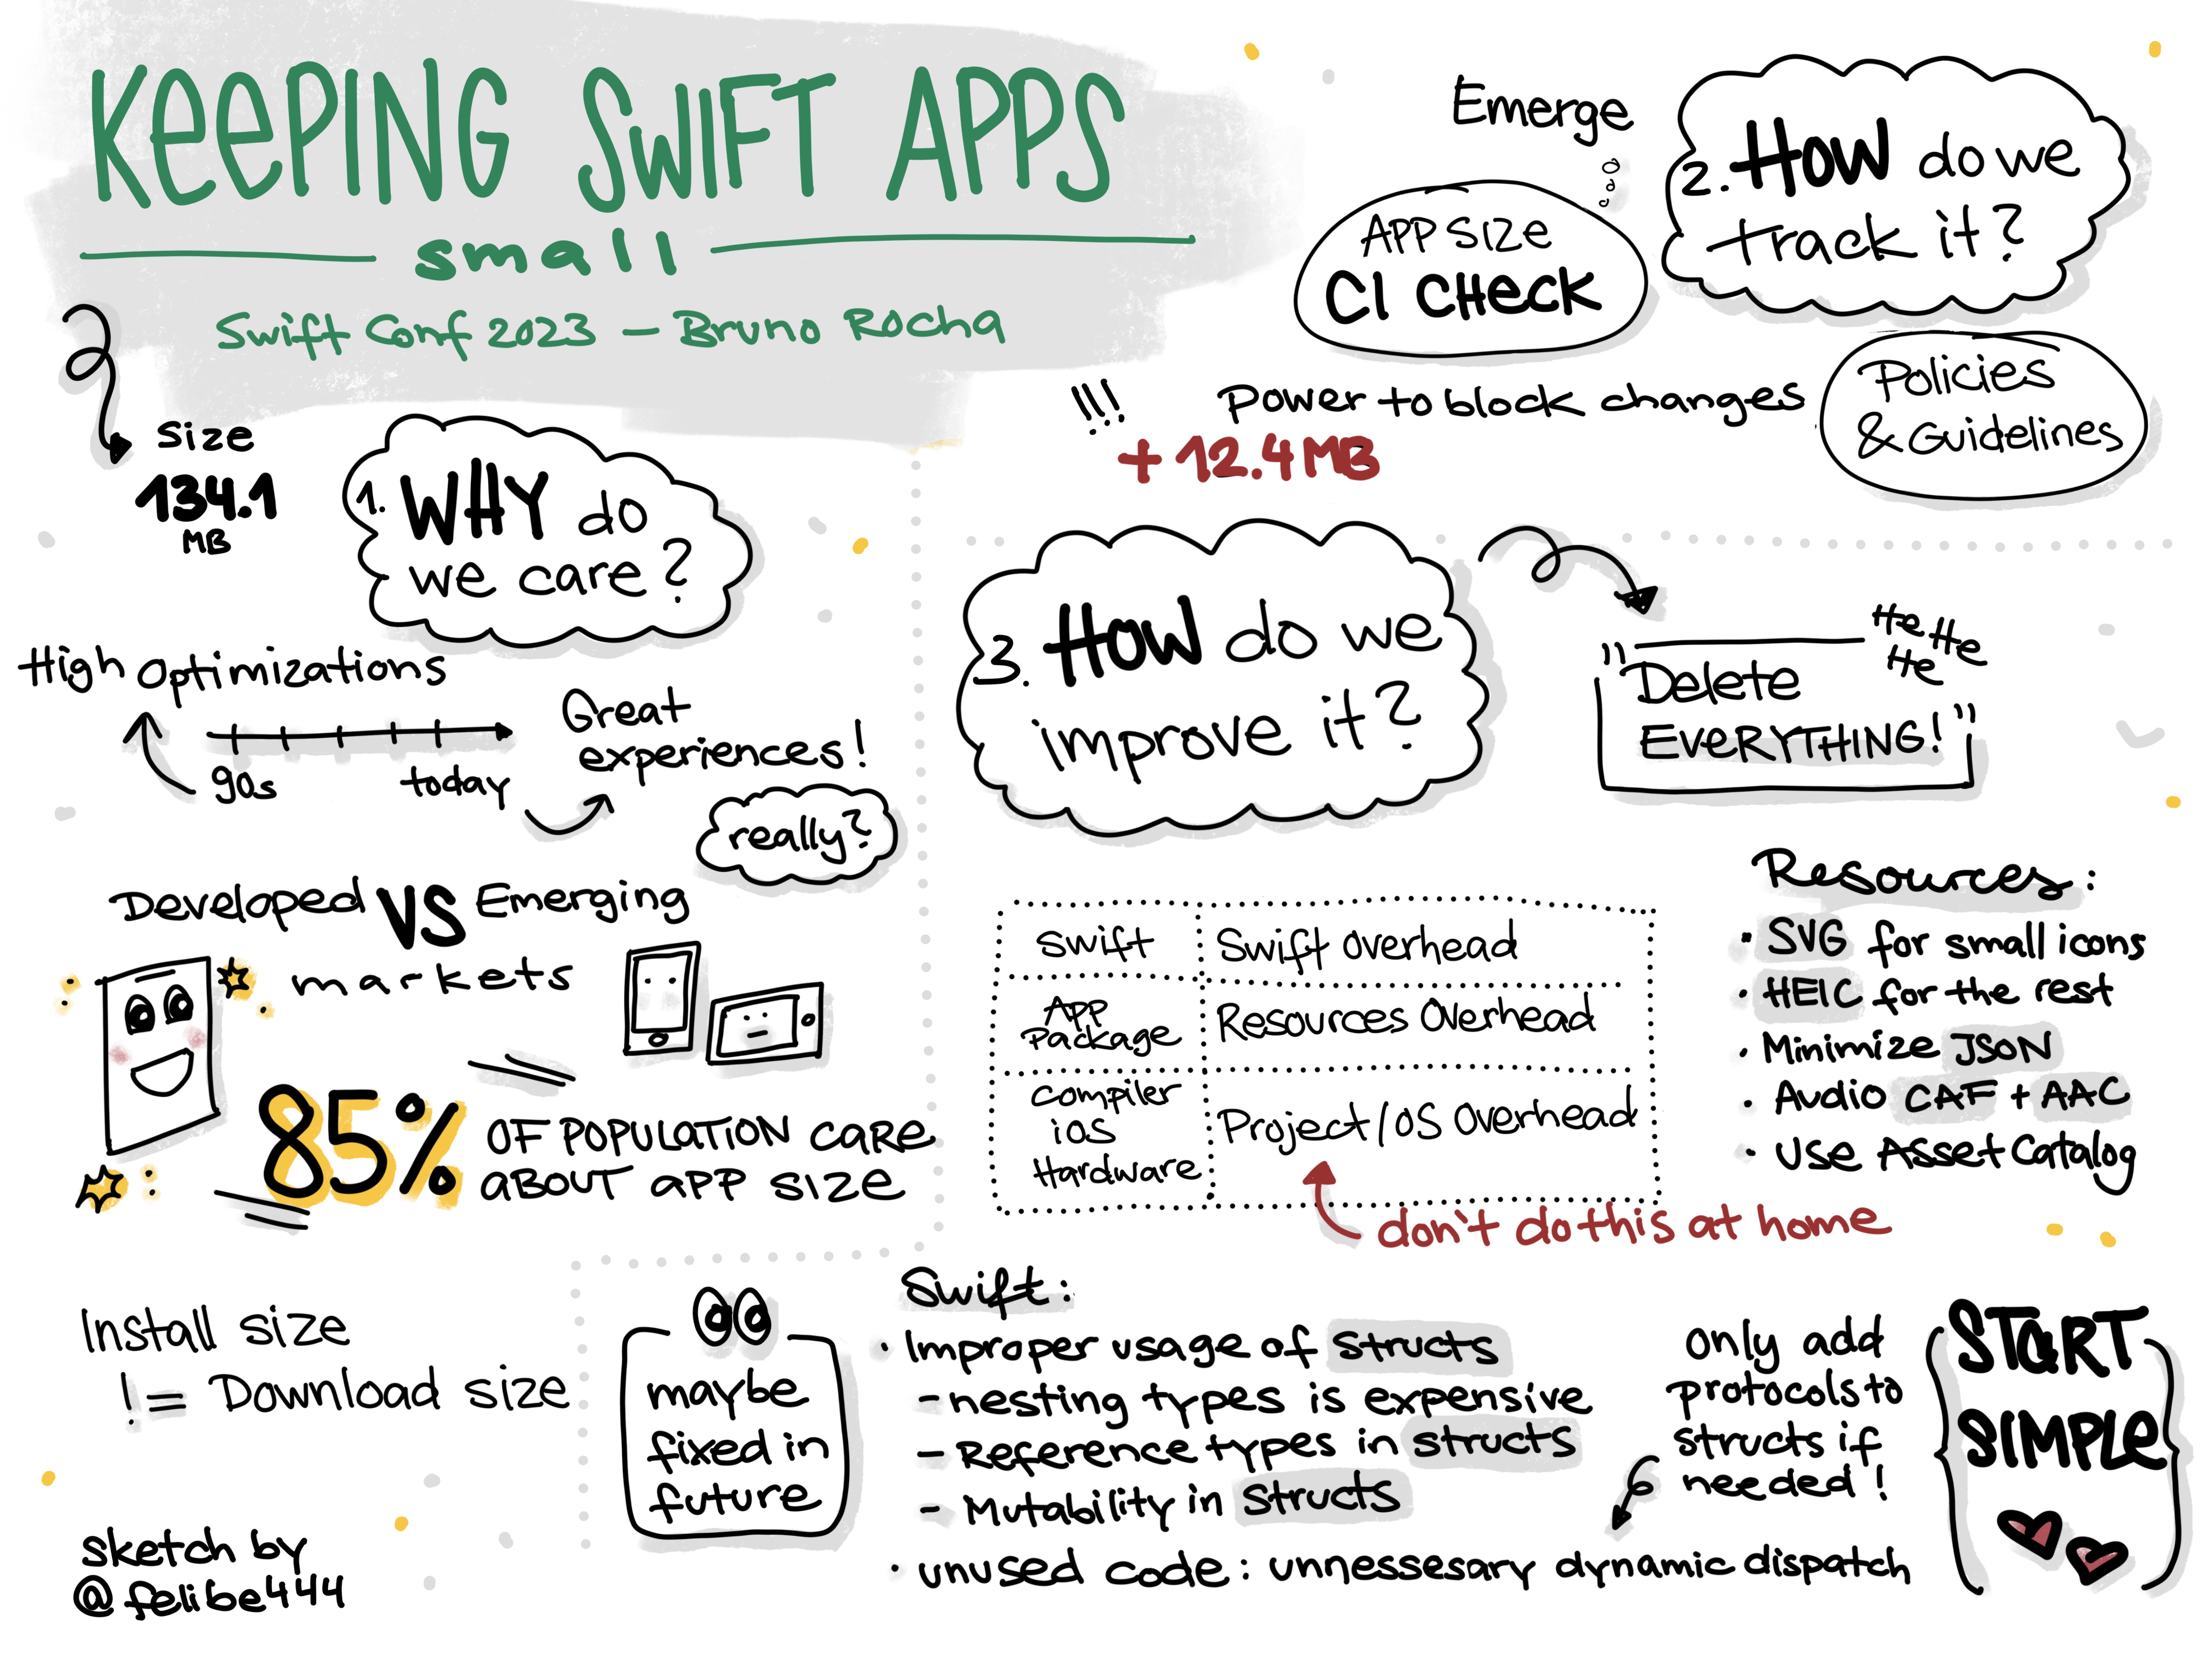 KEEPING SWIFT APPS
small
Swift Conf 2023 – Bruno Rocha
Size
134.1
MB
1. WHY do
we care?
High Optimizations
90s
today
Great
experiences!
really?
Developed VS Emerging
markets
85%
OF POPULATION CARE
ABOUT APP SIZE
Install size
!= Download size
sketch by
@felibe444
Emerge
2. HOW do we
track it?
APP SIZE
CI CHECK
Policies
& Guidelines
!!!
Power to block changes
+ 12.4 MB
3. HOW do we
improve it?
He He
He
"Delete
EVERYTHING!"
Swift
Swift Overhead
App
Package
Resources Overhead
Compiler
iOS
Hardware
Project/OS Overhead
don't do this at home
Resources:
• SVG for small icons
• HEIC for the rest
• Minimize JSON
• Audio CAF + AAC
• Use Asset Catalog
maybe
fixed in
future
Swift:
• Improper usage of structs
- nesting types is expensive
- Reference types in structs
- Mutability in structs
• unused code: unnessesary dynamic dispatch
only add
protocols to
structs if
needed!
{START
SIMPLE}